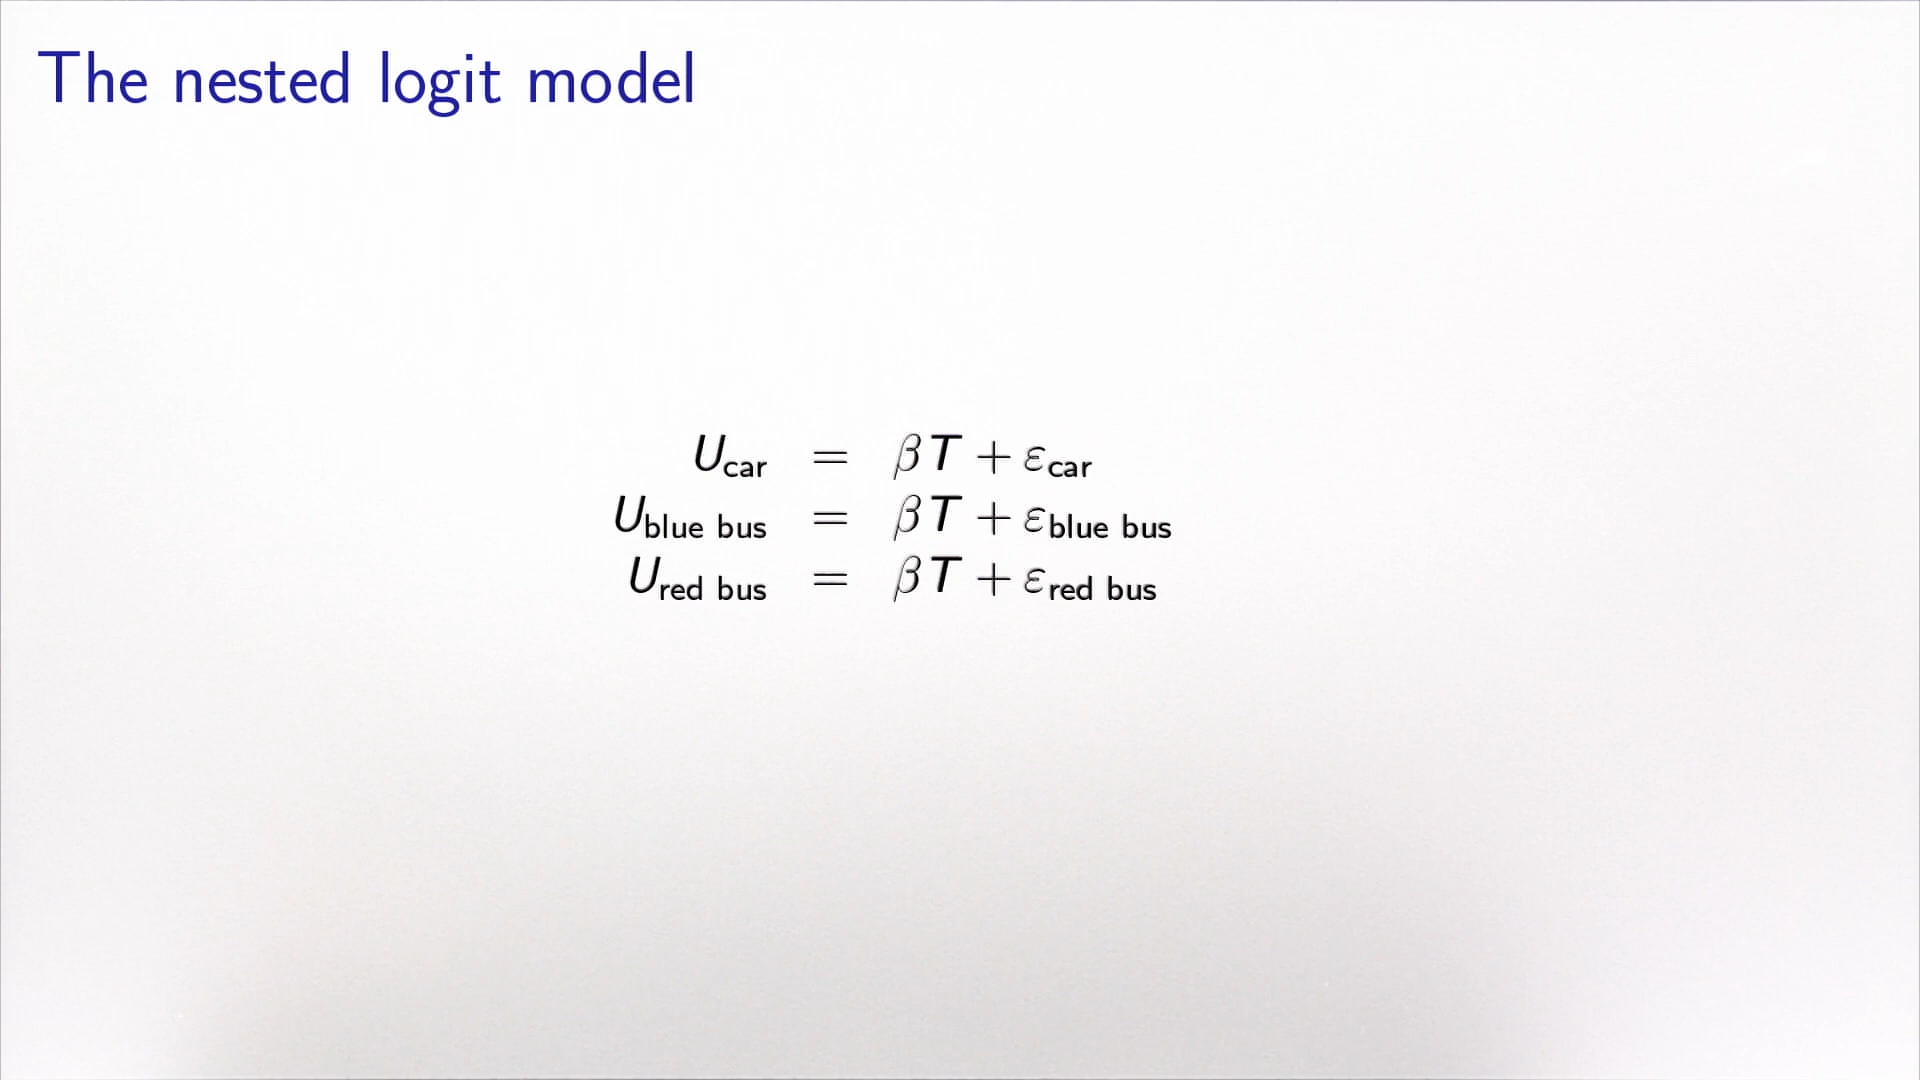 The nested logit model
U_car = βT + ε_car
U_blue bus = βT + ε_blue bus
U_red bus = βT + ε_red bus